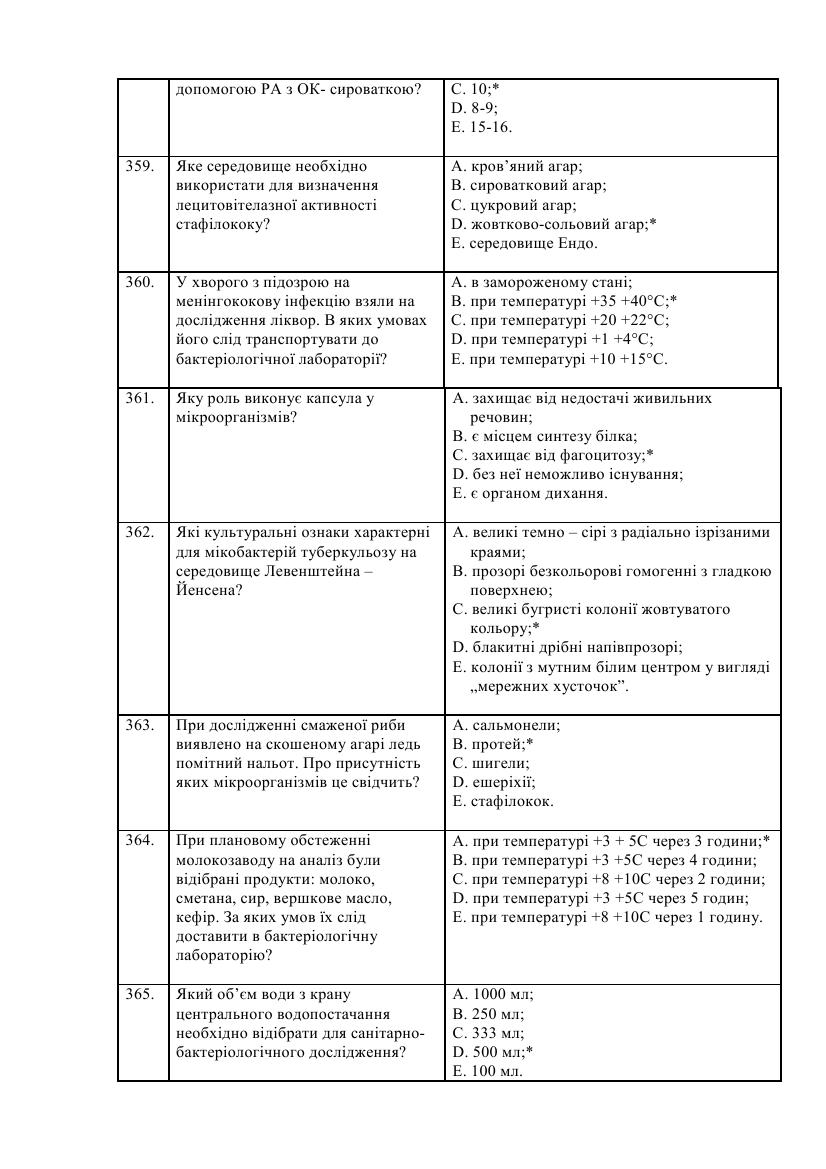 допомогою РА з ОК- сироваткою?
C. 10;*
D. 8-9;
E. 15-16.
359.
Яке середовище необхідно
використати для визначення
лецитовітелазної активності
стафілококу?
A. кров’яний агар;
B. сироватковий агар;
C. цукровий агар;
D. жовтково-сольовий агар;*
E. середовище Ендо.
360.
У хворого з підозрою на
менінгококову інфекцію взяли на
дослідження ліквор. В яких умовах
його слід транспортувати до
бактеріологічної лабораторії?
A. в замороженому стані;
B. при температурі +35 +40°С;*
C. при температурі +20 +22°С;
D. при температурі +1 +4°С;
E. при температурі +10 +15°С.
361.
Яку роль виконує капсула у
мікроорганізмів?
A. захищає від недостачі живильних
речовин;
B. є місцем синтезу білка;
C. захищає від фагоцитозу;*
D. без неї неможливо існування;
E. є органом дихання.
362.
Які культуральні ознаки характерні
для мікобактерій туберкульозу на
середовище Левенштейна –
Йенсена?
A. великі темно – сірі з радіально ізрізаними
краями;
B. прозорі безкольорові гомогенні з гладкою
поверхнею;
C. великі бугристі колонії жовтуватого
кольору;*
D. блакитні дрібні напівпрозорі;
E. колонії з мутним білим центром у вигляді
„мережних хусточок”.
363.
При дослідженні смаженої риби
виявлено на скошеному агарі ледь
помітний нальот. Про присутність
яких мікроорганізмів це свідчить?
A. сальмонели;
B. протей;*
C. шигели;
D. ешеріхії;
E. стафілокок.
364.
При плановому обстеженні
молокозаводу на аналіз були
відібрані продукти: молоко,
сметана, сир, вершкове масло,
кефір. За яких умов їх слід
доставити в бактеріологічну
лабораторію?
A. при температурі +3 + 5С через 3 години;*
B. при температурі +3 +5С через 4 години;
C. при температурі +8 +10С через 2 години;
D. при температурі +3 +5С через 5 годин;
E. при температурі +8 +10С через 1 годину.
365.
Який об’єм води з крану
центрального водопостачання
необхідно відібрати для санітарно-
бактеріологічного дослідження?
A. 1000 мл;
B. 250 мл;
C. 333 мл;
D. 500 мл;*
E. 100 мл.